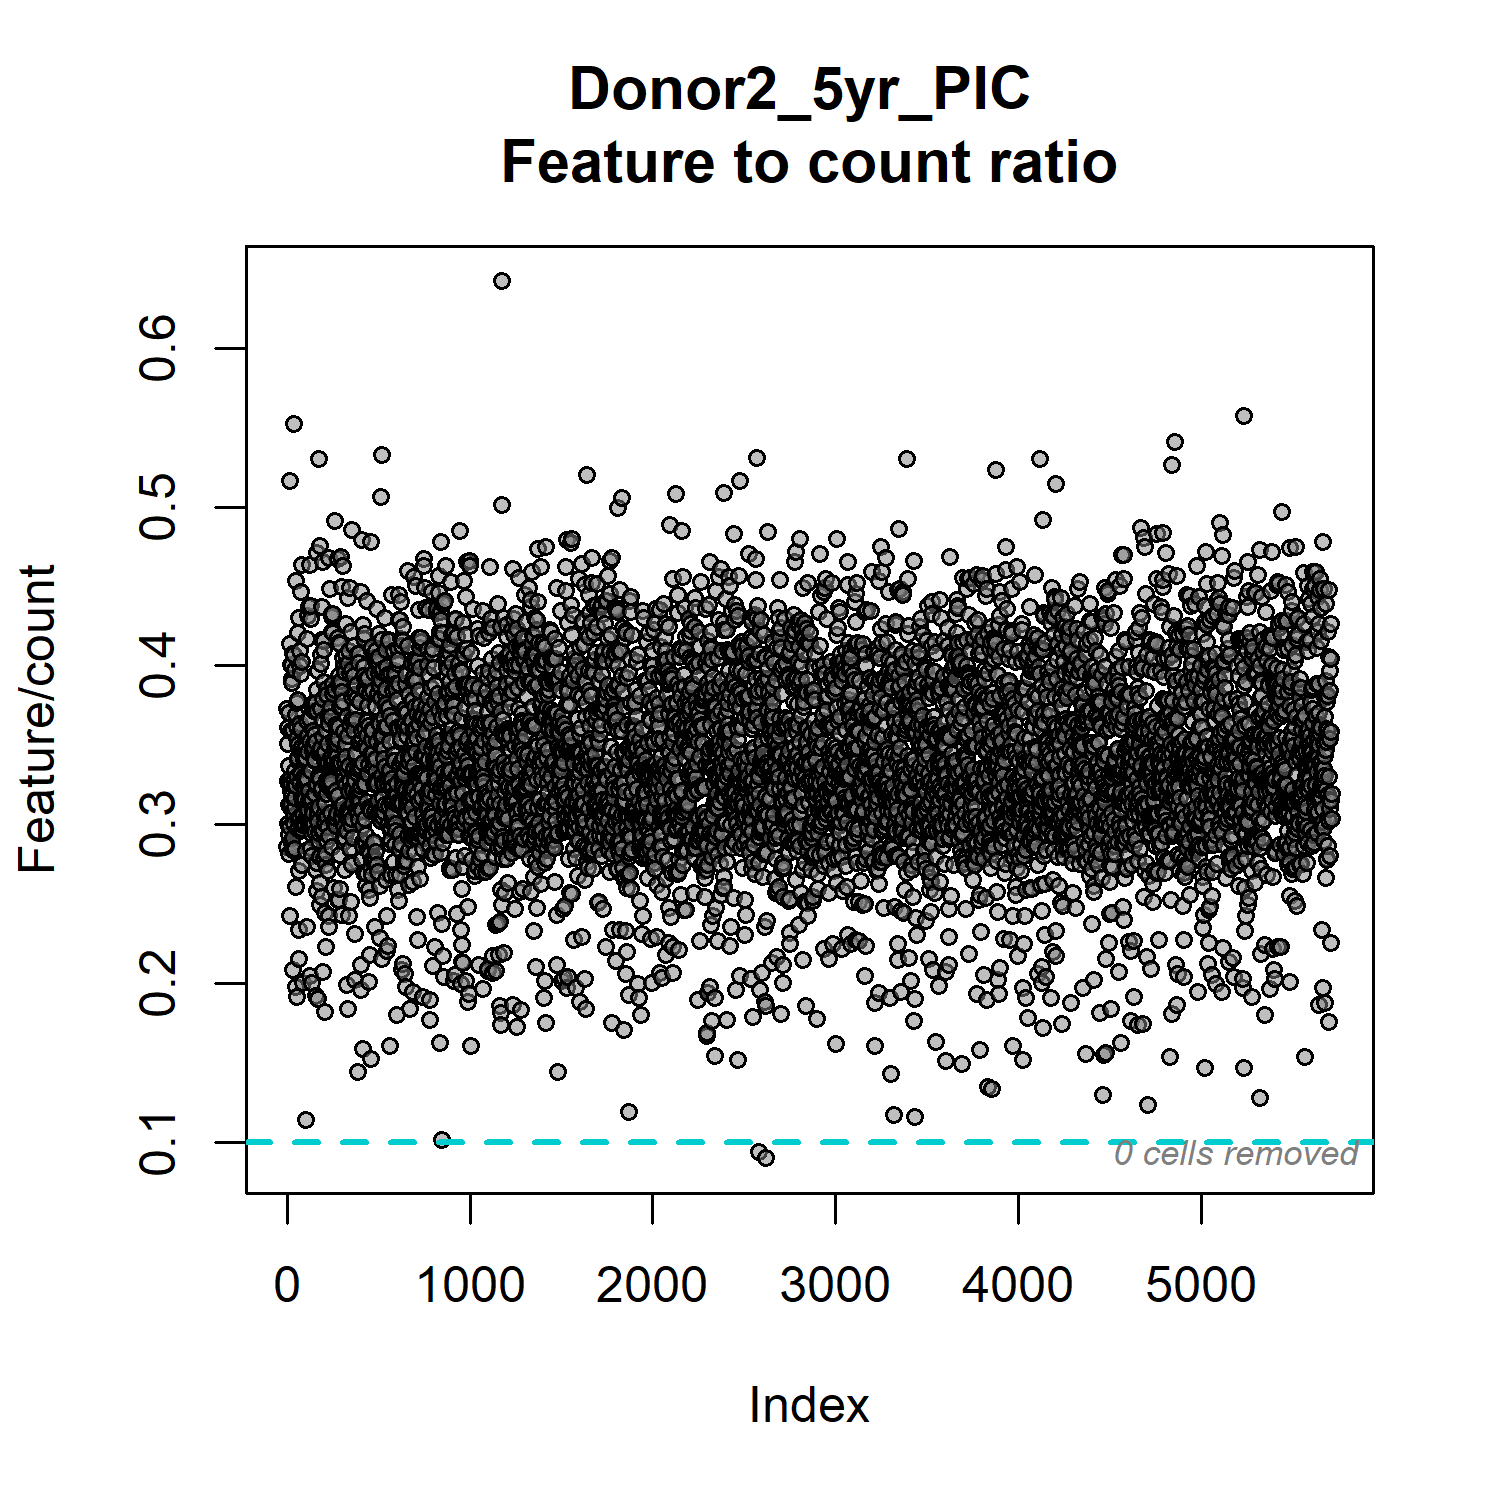 Donor2_5yr_PIC
Feature to count ratio
Feature/count
0.6
0.5
0.4
0.3
0.2
0.1
0 cells removed
0 1000 2000 3000 4000 5000
Index